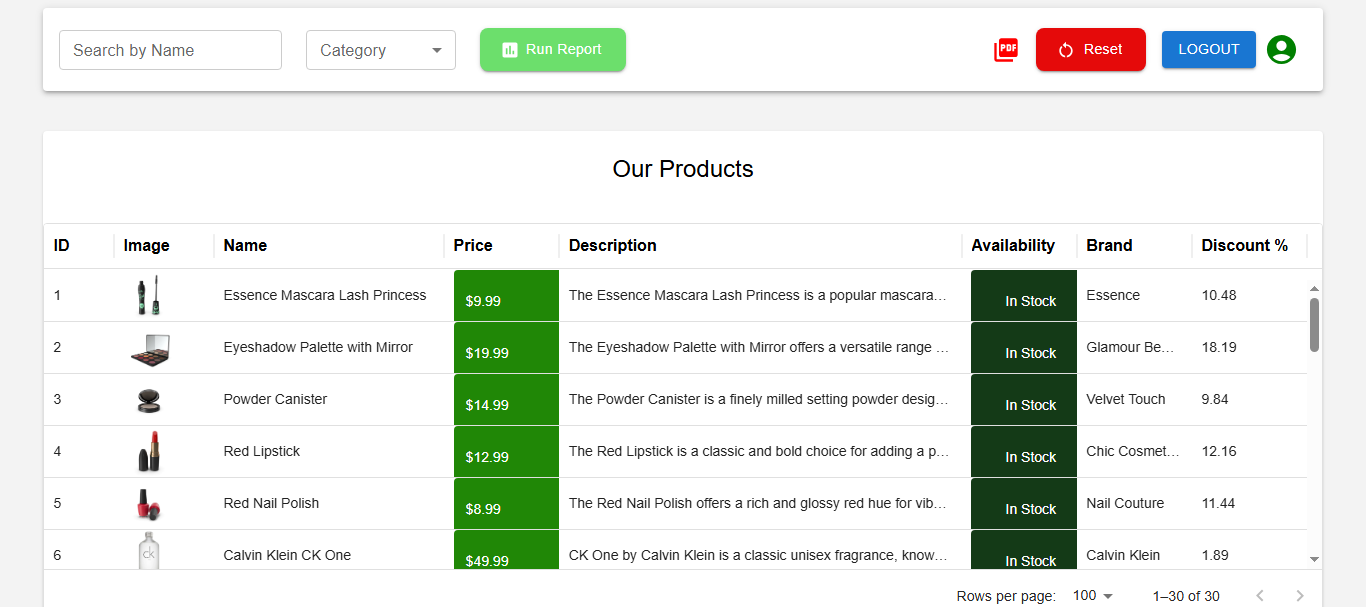 Search by Name Category Run Report PDF Reset LOGOUT
Our Products
ID Image Name Price Description Availability Brand Discount %
1 Essence Mascara Lash Princess $9.99 The Essence Mascara Lash Princess is a popular mascara… In Stock Essence 10.48
2 Eyeshadow Palette with Mirror $19.99 The Eyeshadow Palette with Mirror offers a versatile range … In Stock Glamour Be… 18.19
3 Powder Canister $14.99 The Powder Canister is a finely milled setting powder desig… In Stock Velvet Touch 9.84
4 Red Lipstick $12.99 The Red Lipstick is a classic and bold choice for adding a p… In Stock Chic Cosmet… 12.16
5 Red Nail Polish $8.99 The Red Nail Polish offers a rich and glossy red hue for vib… In Stock Nail Couture 11.44
6 ck Calvin Klein CK One $49.99 CK One by Calvin Klein is a classic unisex fragrance, know… In Stock Calvin Klein 1.89
Rows per page: 100 1–30 of 30